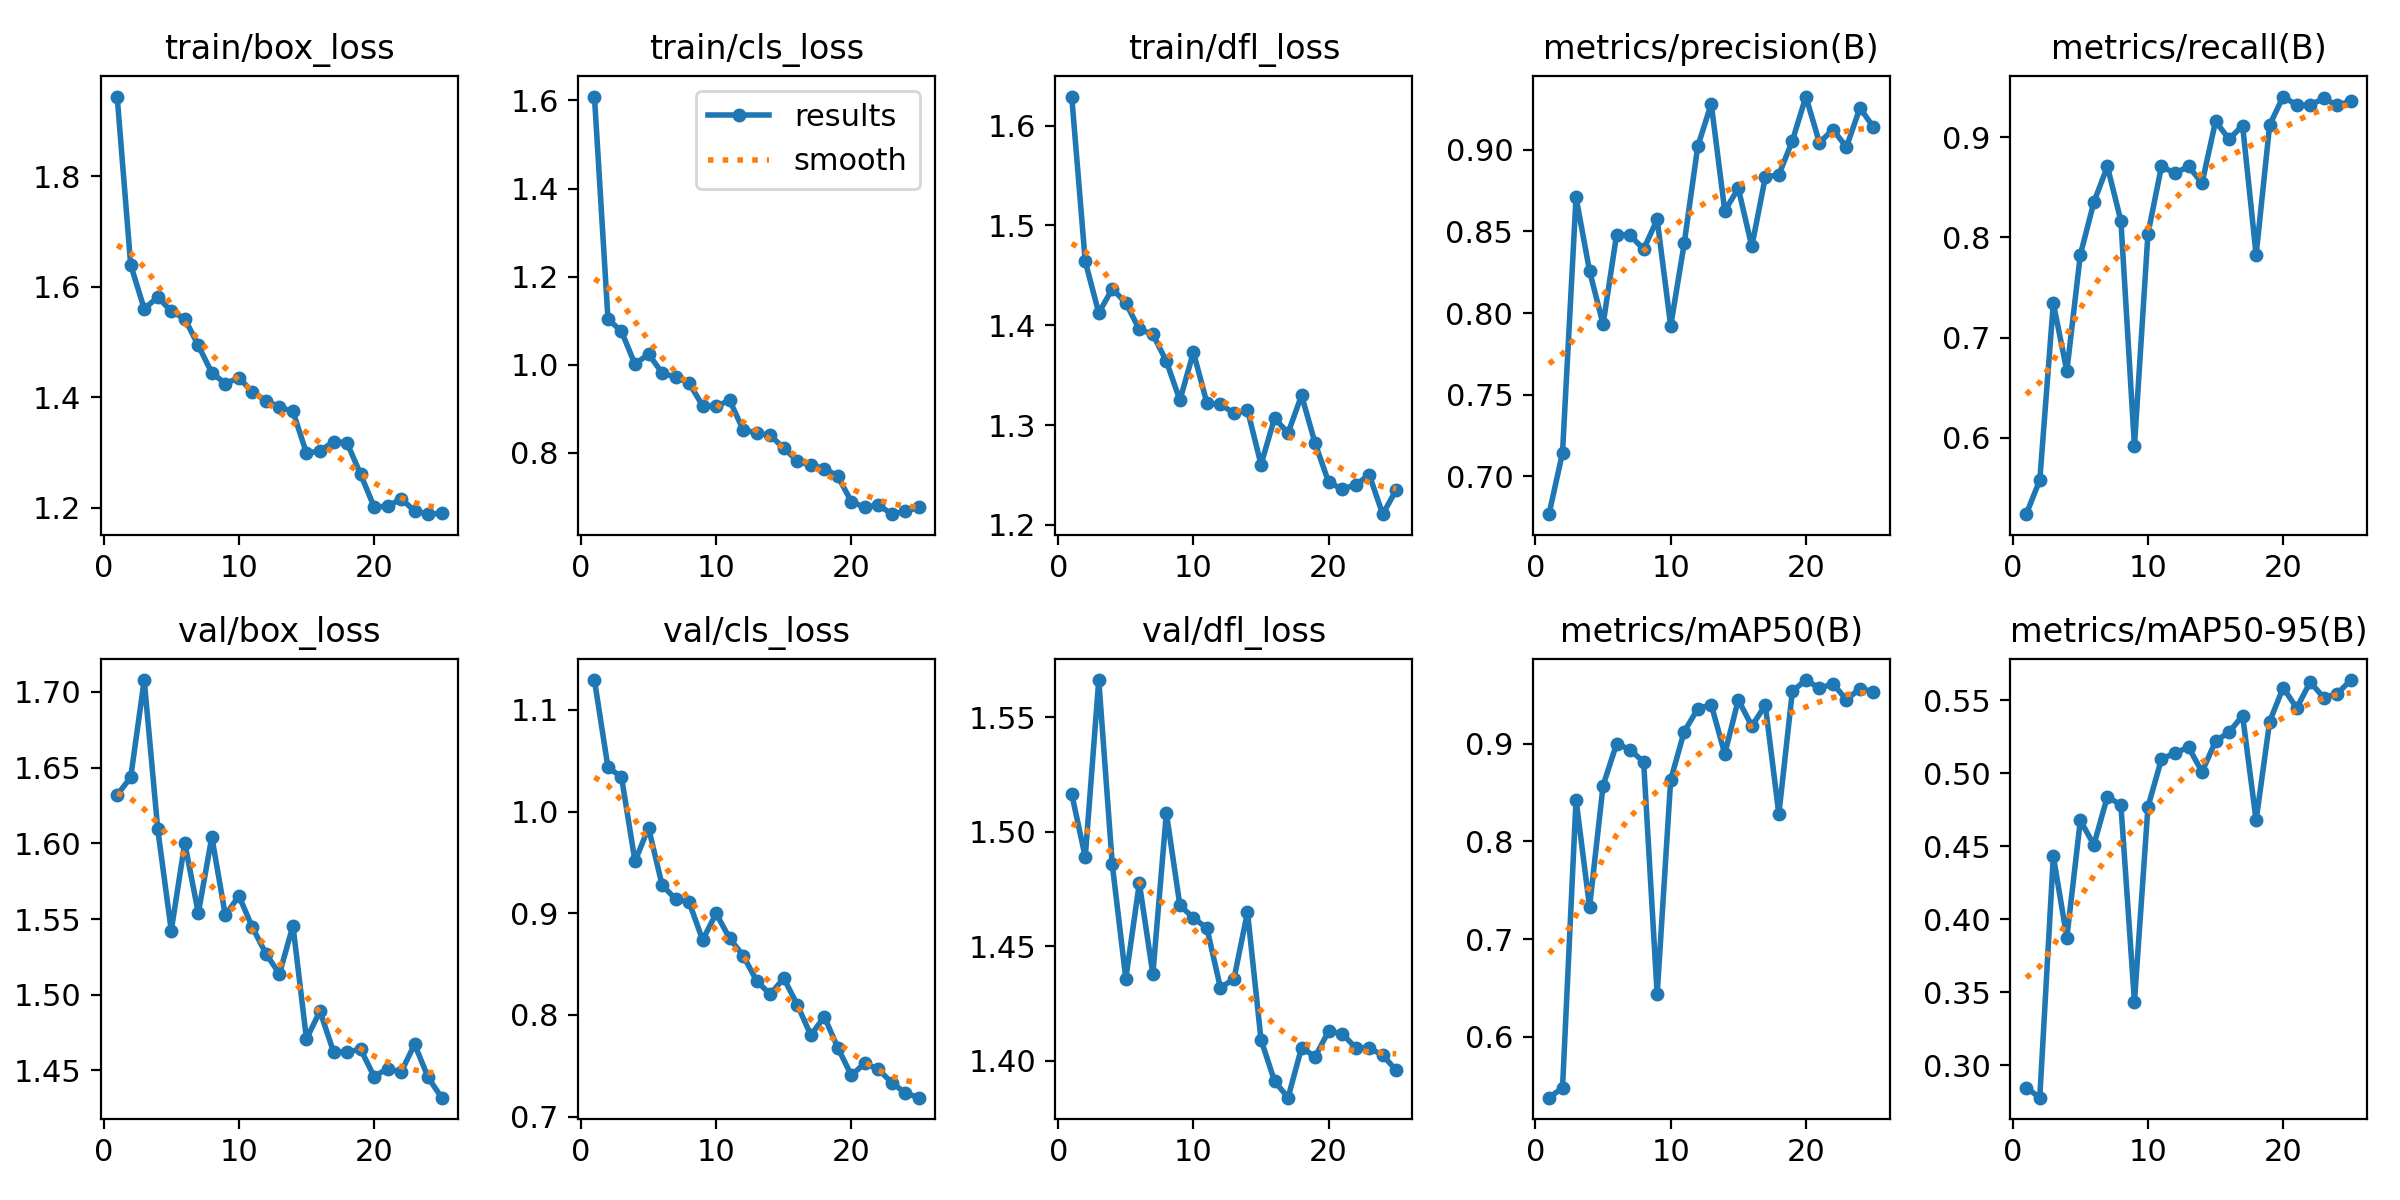 train/box_loss
1.8
1.6
1.4
1.2
0 10 20
train/cls_loss
results
smooth
1.6
1.4
1.2
1.0
0.8
0 10 20
train/dfl_loss
1.6
1.5
1.4
1.3
1.2
0 10 20
metrics/precision(B)
0.90
0.85
0.80
0.75
0.70
0 10 20
metrics/recall(B)
0.9
0.8
0.7
0.6
0 10 20
val/box_loss
1.70
1.65
1.60
1.55
1.50
1.45
0 10 20
val/cls_loss
1.1
1.0
0.9
0.8
0.7
0 10 20
val/dfl_loss
1.55
1.50
1.45
1.40
0 10 20
metrics/mAP50(B)
0.9
0.8
0.7
0.6
0 10 20
metrics/mAP50-95(B)
0.55
0.50
0.45
0.40
0.35
0.30
0 10 20